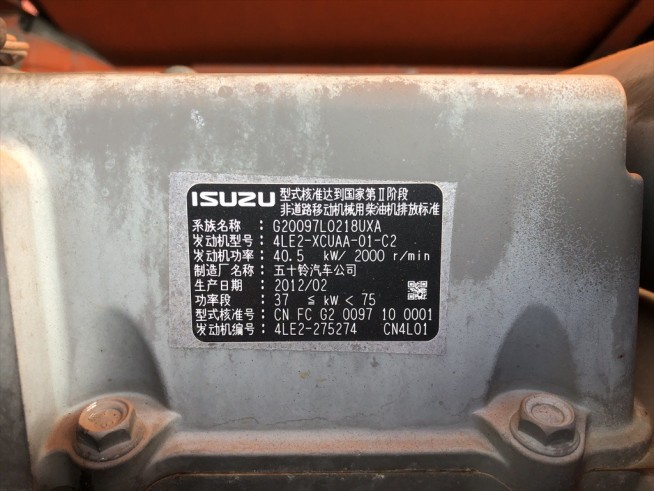 ISUZU 型式核准达到国家第Ⅱ阶段
非道路移动机械用柴油机排放标准
系族名称 : G20097L0218UXA
发动机型号 : 4LE2-XCUAA-01-C2
功率和转速 : 40.5 kW/ 2000 r/min
制造厂名称 : 五十铃汽车公司
生产日期 : 2012/02
功率段 : 37 ≦ kW < 75
型式核准号 : CN FC G2 0097 10 0001
发动机编号 : 4LE2-275274 CN4L01